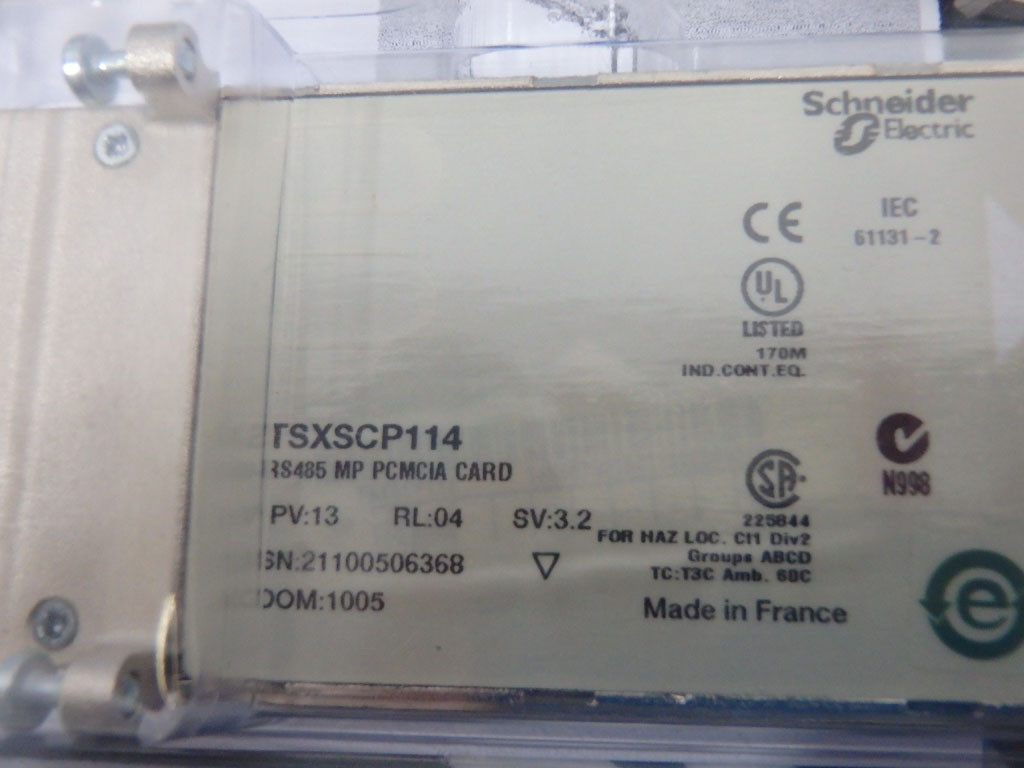 Schneider
Electric
CE
IEC
61131-2
UL
LISTED
170M
IND.CONT.EQ.
TSXSCP114
RS485 MP PCMCIA CARD
PV:13 RL:04 SV:3.2
SN:21100506368
DOM:1005
N998
SA
225844
FOR HAZ LOC. Cl1 Div2
Groups ABCD
TC:T3C Amb. 60C
Made in France
e